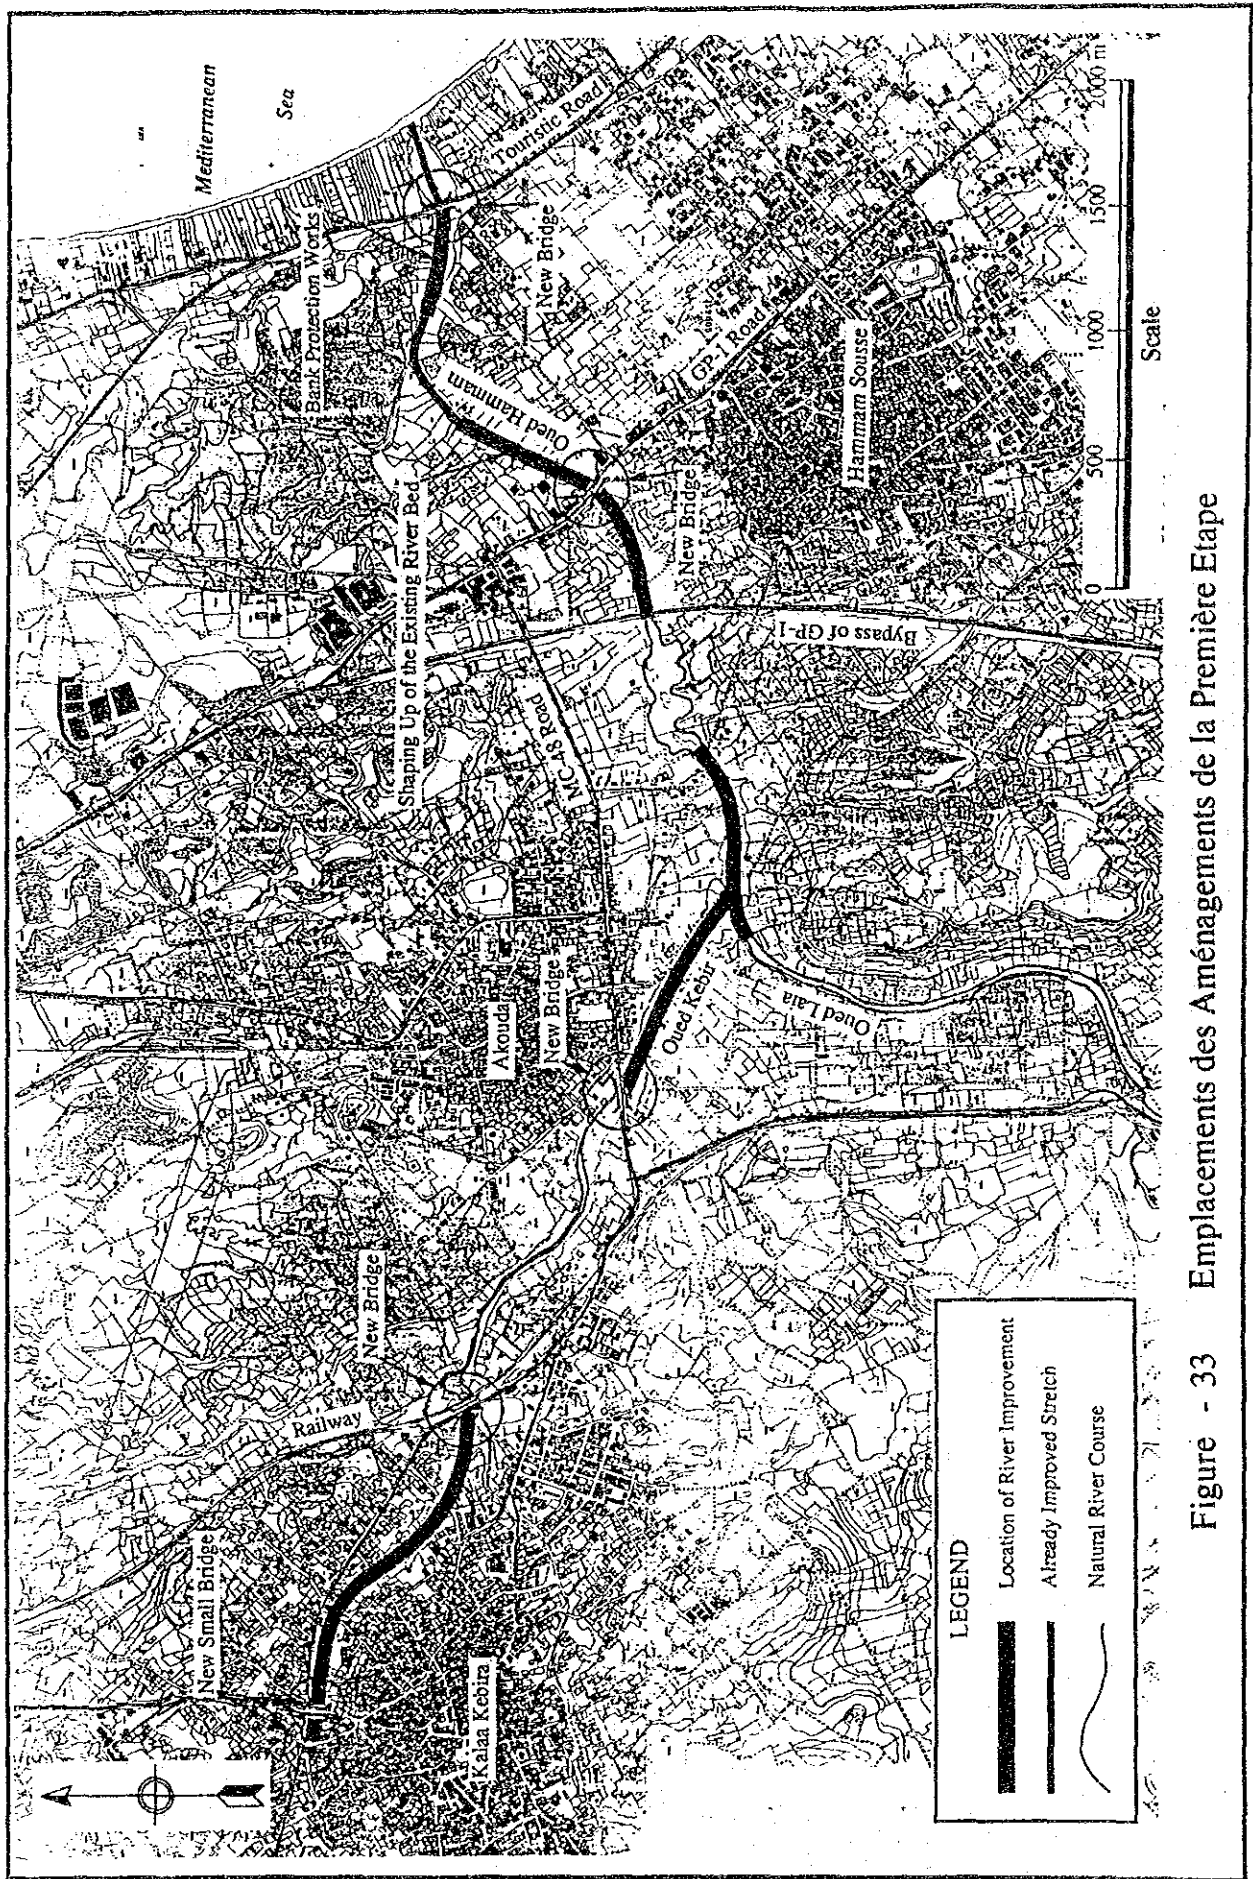 Mediterranean
Sea
Bank Protection Works
Touristic Road
New Bridge
Oued Hammam
GP-1 Road
Shaping Up of the Existing River Bed
New Bridge
Hammam Sousse
MC 48 Road
Bypass of GP-1
Akouda
New Bridge
Oued Kebir
Oued Laia
New Bridge
Railway
New Small Bridge
Kalaa Kebira
0 500 1000 1500 2000 m
Scale
LEGEND
Location of River Improvement
Already Improved Stretch
Natural River Course
Figure - 33 Emplacements des Aménagements de la Première Etape